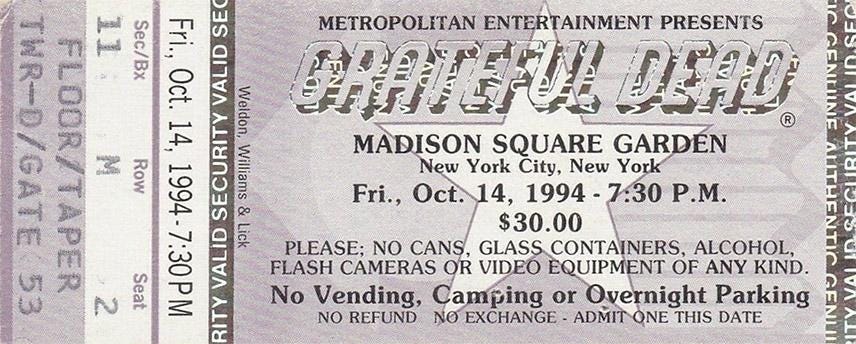 FLOOR/TAPER
TWR-D/GATE 53
Sec/Bx Row Seat
11 M 2
Fri., Oct. 14, 1994-7:30 PM
RITY VALID SECURITY VALID SEC
Weldon, Williams & Lick
METROPOLITAN ENTERTAINMENT PRESENTS
GRATEFUL DEAD®
MADISON SQUARE GARDEN
New York City, New York
Fri., Oct. 14, 1994 - 7:30 P.M.
$30.00
PLEASE; NO CANS, GLASS CONTAINERS, ALCOHOL,
FLASH CAMERAS OR VIDEO EQUIPMENT OF ANY KIND.
No Vending, Camping or Overnight Parking
NO REFUND NO EXCHANGE - ADMIT ONE THIS DATE